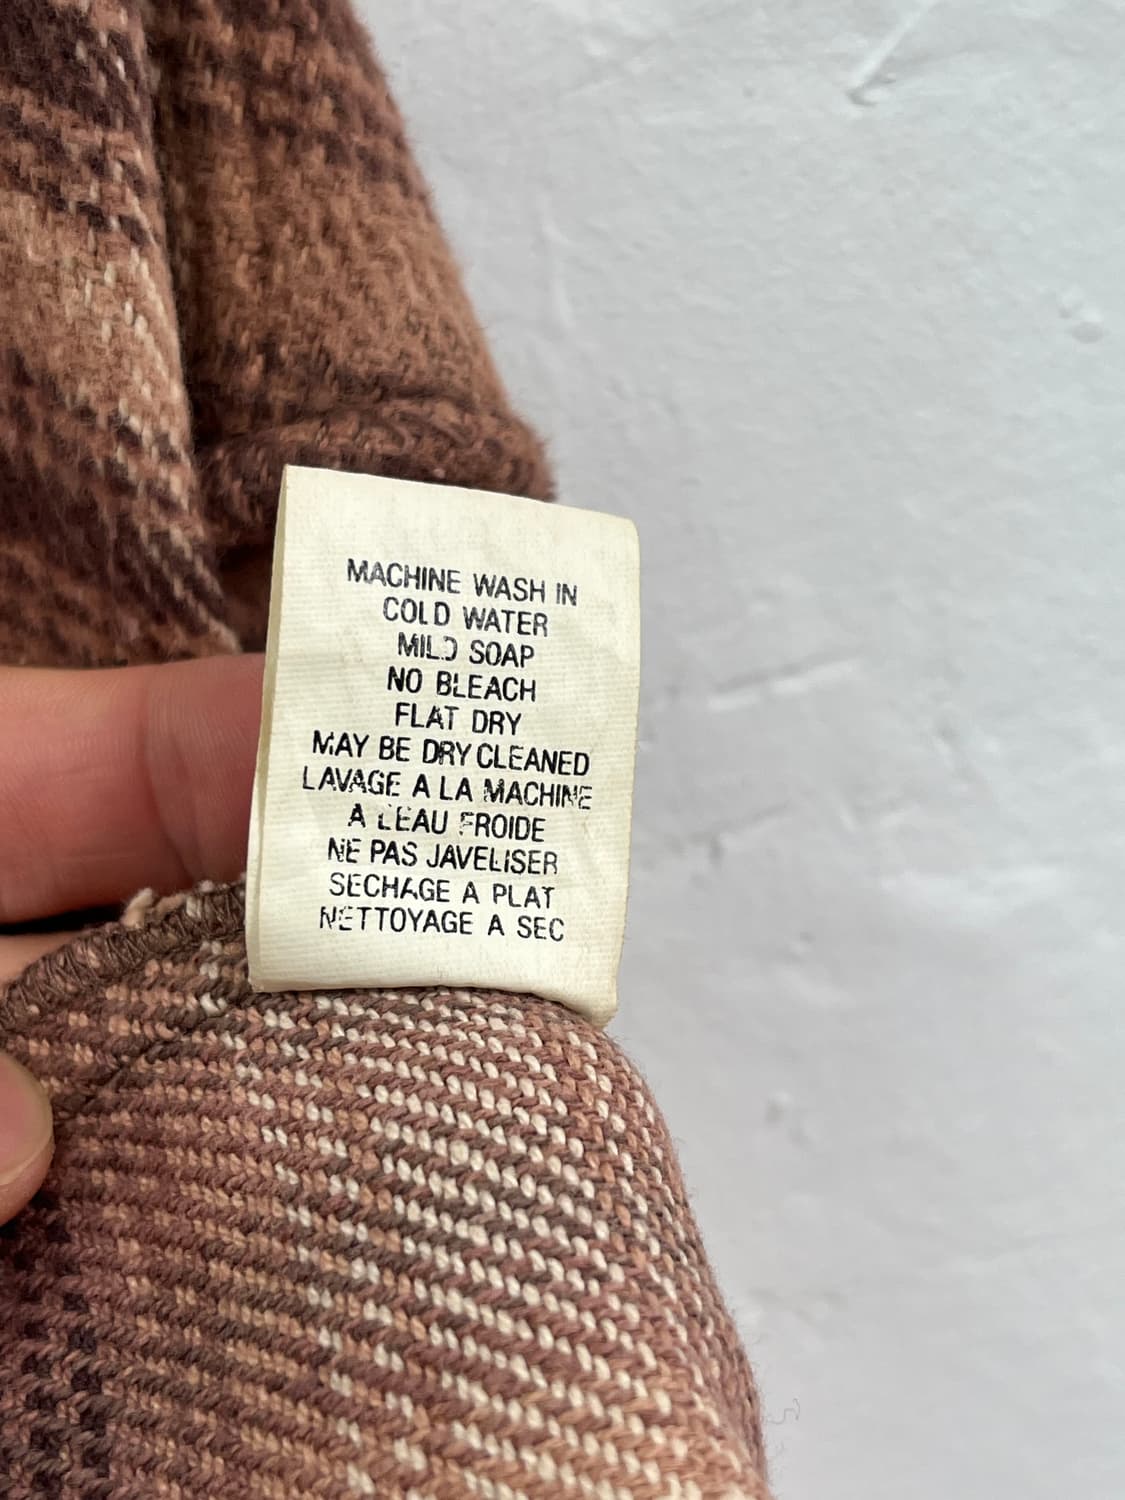 MACHINE WASH IN
COLD WATER
MILD SOAP
NO BLEACH
FLAT DRY
MAY BE DRY CLEANED
LAVAGE A LA MACHINE
A L'EAU FROIDE
NE PAS JAVELISER
SECHAGE A PLAT
NETTOYAGE A SEC